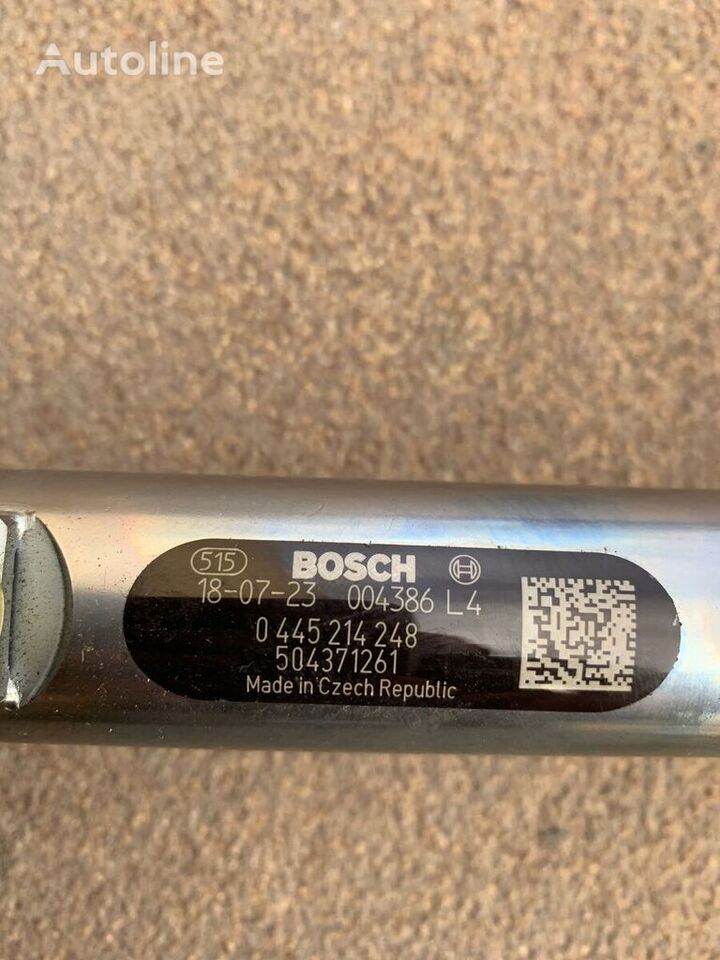 Autoline
515 BOSCH
18-07-23 004386 L4
0 445 214 248
504371261
Made in Czech Republic